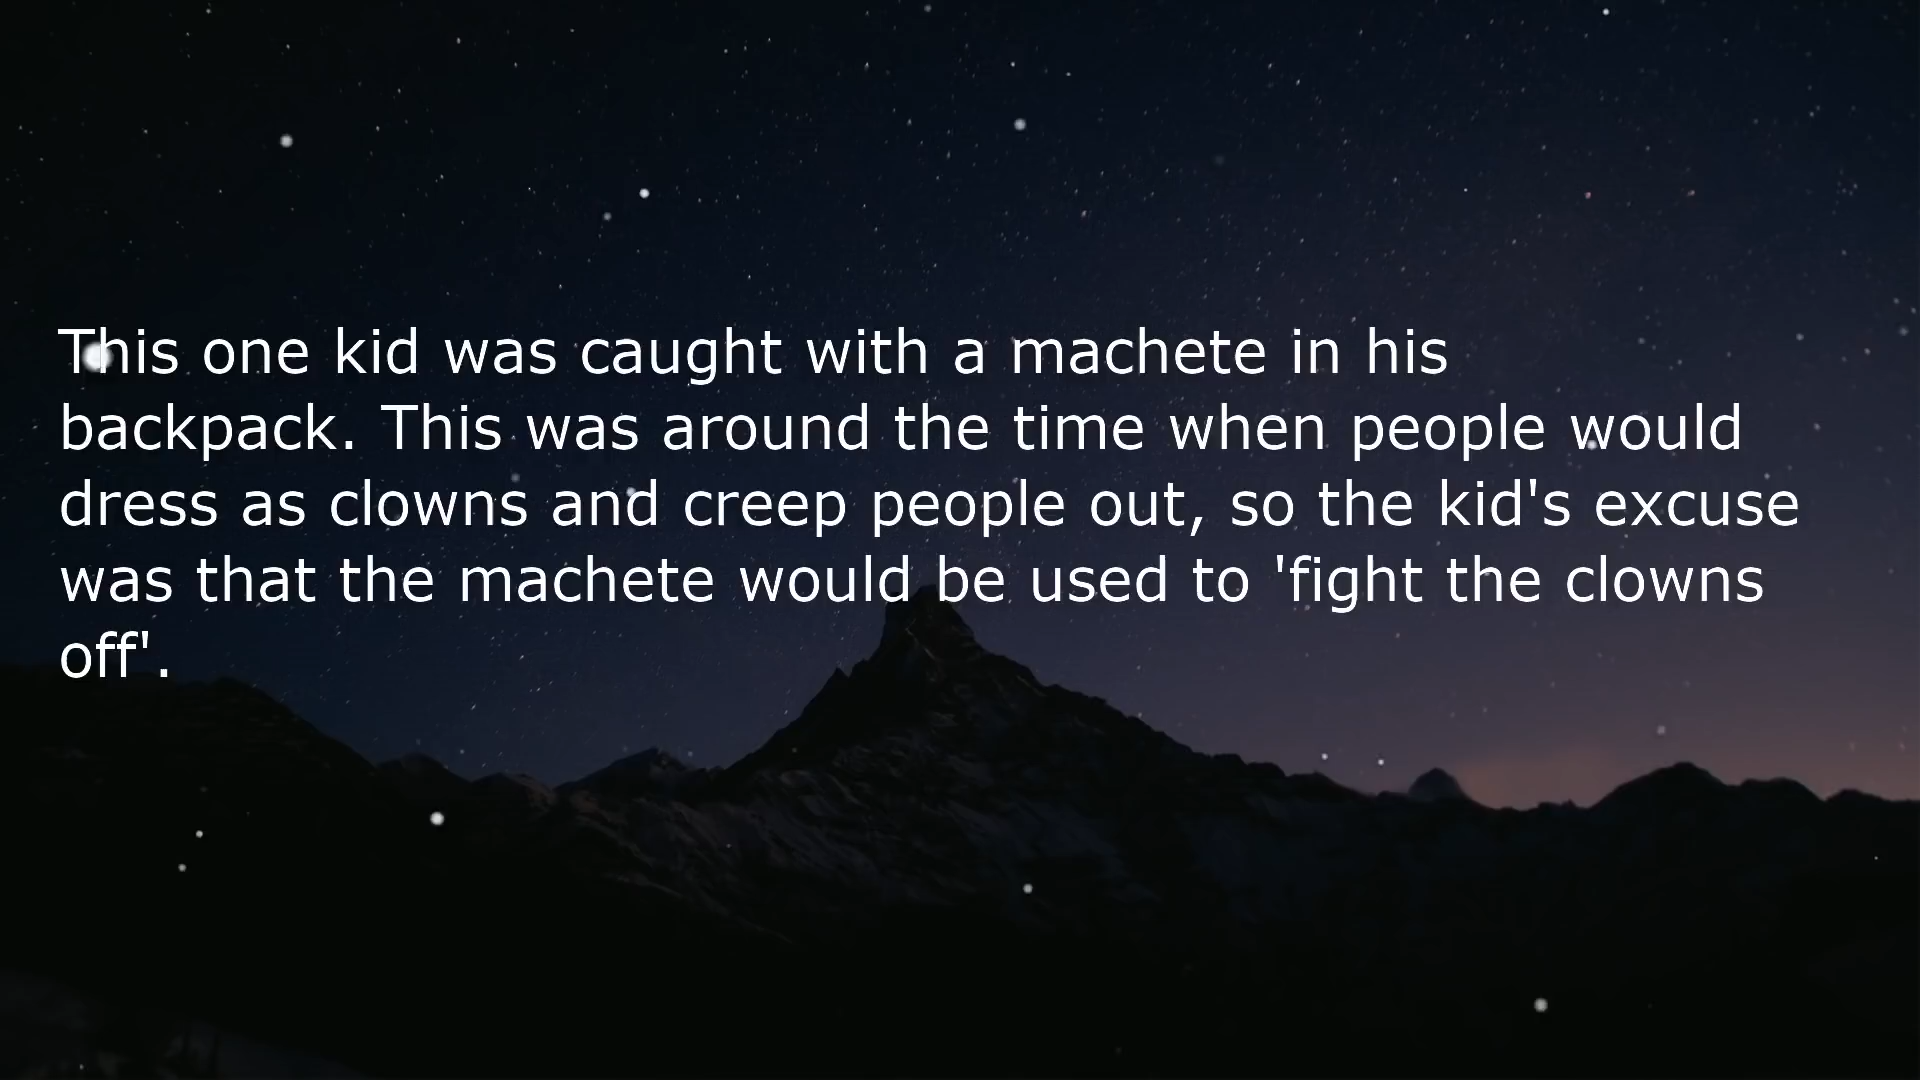 This one kid was caught with a machete in his
backpack. This was around the time when people would
dress as clowns and creep people out, so the kid's excuse
was that the machete would be used to 'fight the clowns
off'.